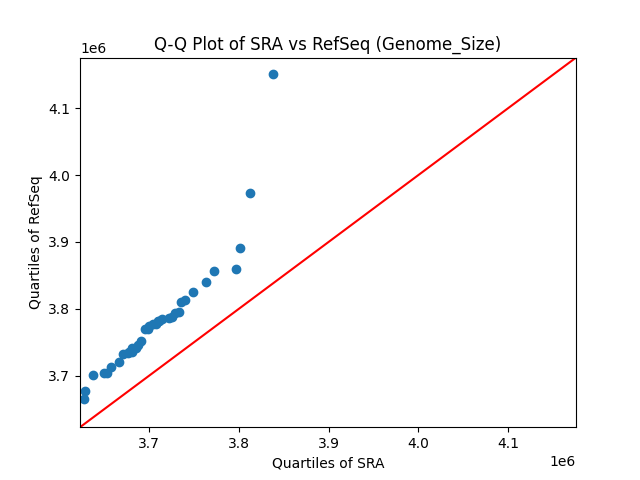 Q-Q Plot of SRA vs RefSeq (Genome_Size)
1e6
4.1
4.0
3.9
3.8
3.7
Quartiles of RefSeq
3.7 3.8 3.9 4.0 4.1
Quartiles of SRA
1e6